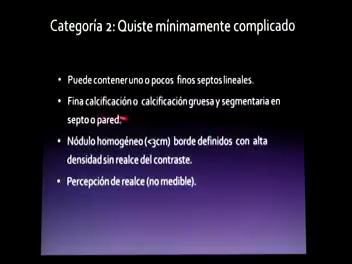 Categoría 2: Quiste mínimamente complicado
• Puede contener uno o pocos finos septos lineales.
• Fina calcificación o calcificación gruesa y segmentaria en
septo o pared.
• Nódulo homogéneo (<3cm) borde definidos con alta
densidad sin realce del contraste.
• Percepción de realce (no medible).